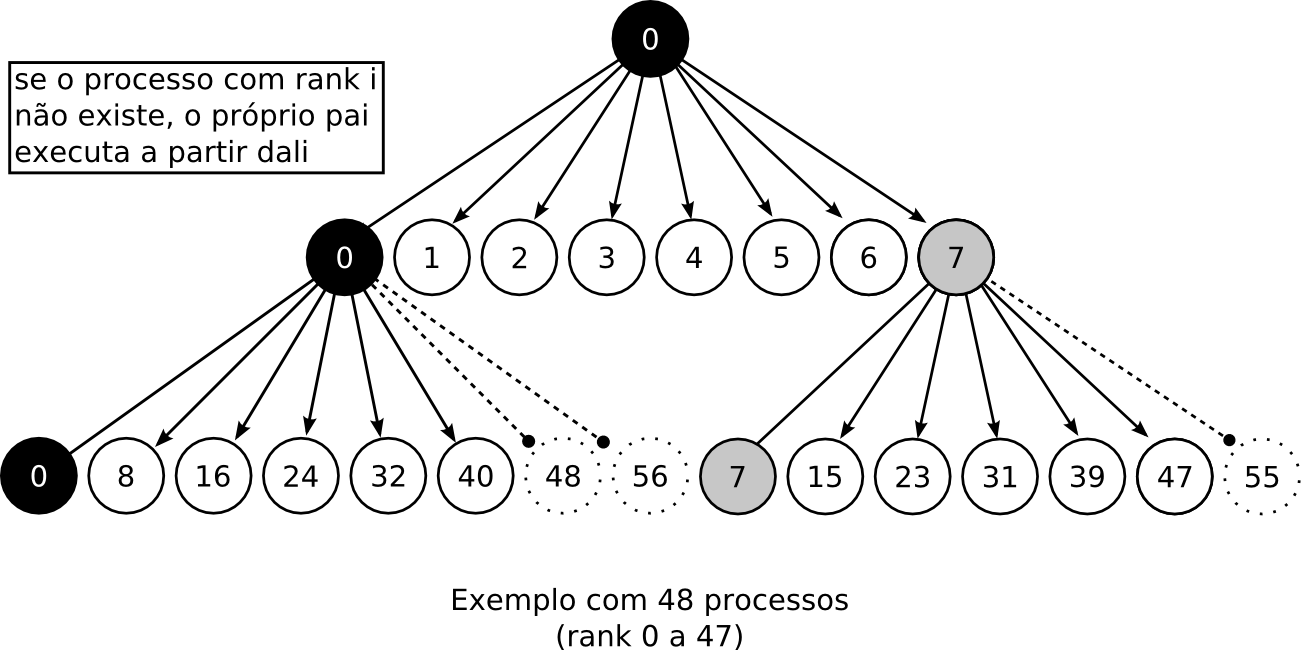 0
se o processo com rank i
não existe, o próprio pai
executa a partir dali
0 1 2 3 4 5 6 7
0 8 16 24 32 40 48 56 7 15 23 31 39 47 55
Exemplo com 48 processos
(rank 0 a 47)